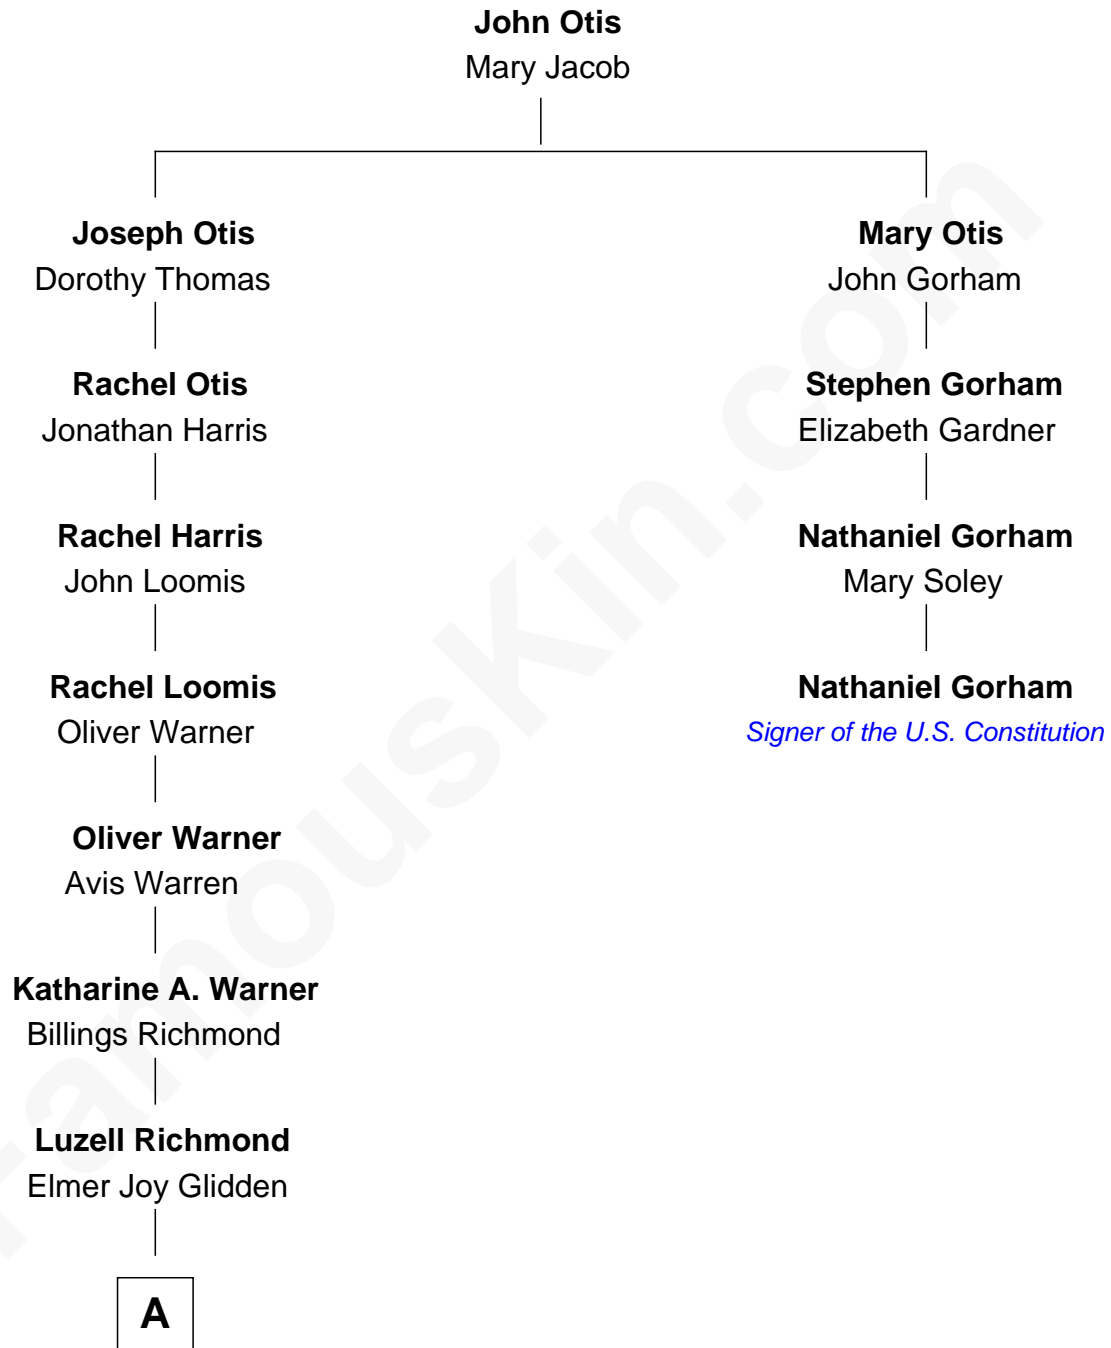 John Otis
Mary Jacob
Joseph Otis
Dorothy Thomas
Mary Otis
John Gorham
Rachel Otis
Jonathan Harris
Stephen Gorham
Elizabeth Gardner
Rachel Harris
John Loomis
Nathaniel Gorham
Mary Soley
Rachel Loomis
Oliver Warner
Nathaniel Gorham
Signer of the U.S. Constitution
Oliver Warner
Avis Warren
Katharine A. Warner
Billings Richmond
Luzell Richmond
Elmer Joy Glidden
A
FamousKin.com